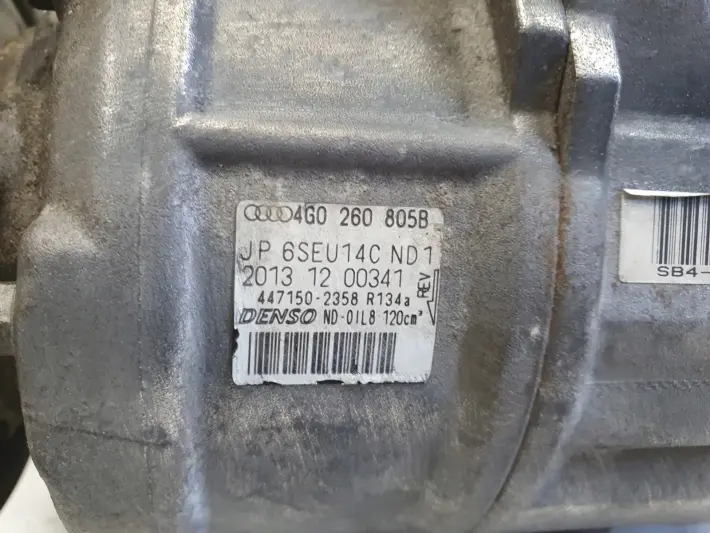 4G0 260 805B
JP 6SEU14C ND1
2013 12 00341
447150-2358 R134a
REV
DENSO ND-OIL8 120cm³
SB4-